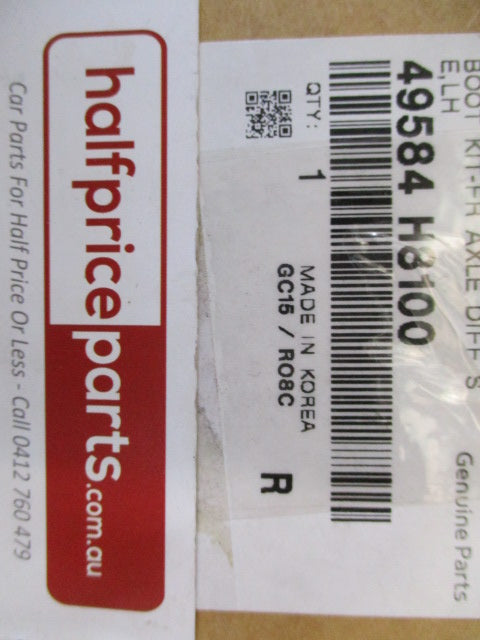 Genuine Parts
BOOT KIT-FR AXLE DIFF S
E,LH
49584 H8100
QTY: 1 MADE IN KOREA
GC15 / RO8C R
halfpriceparts.com.au
Car Parts For Half Price Or Less - Call 0412 760 479